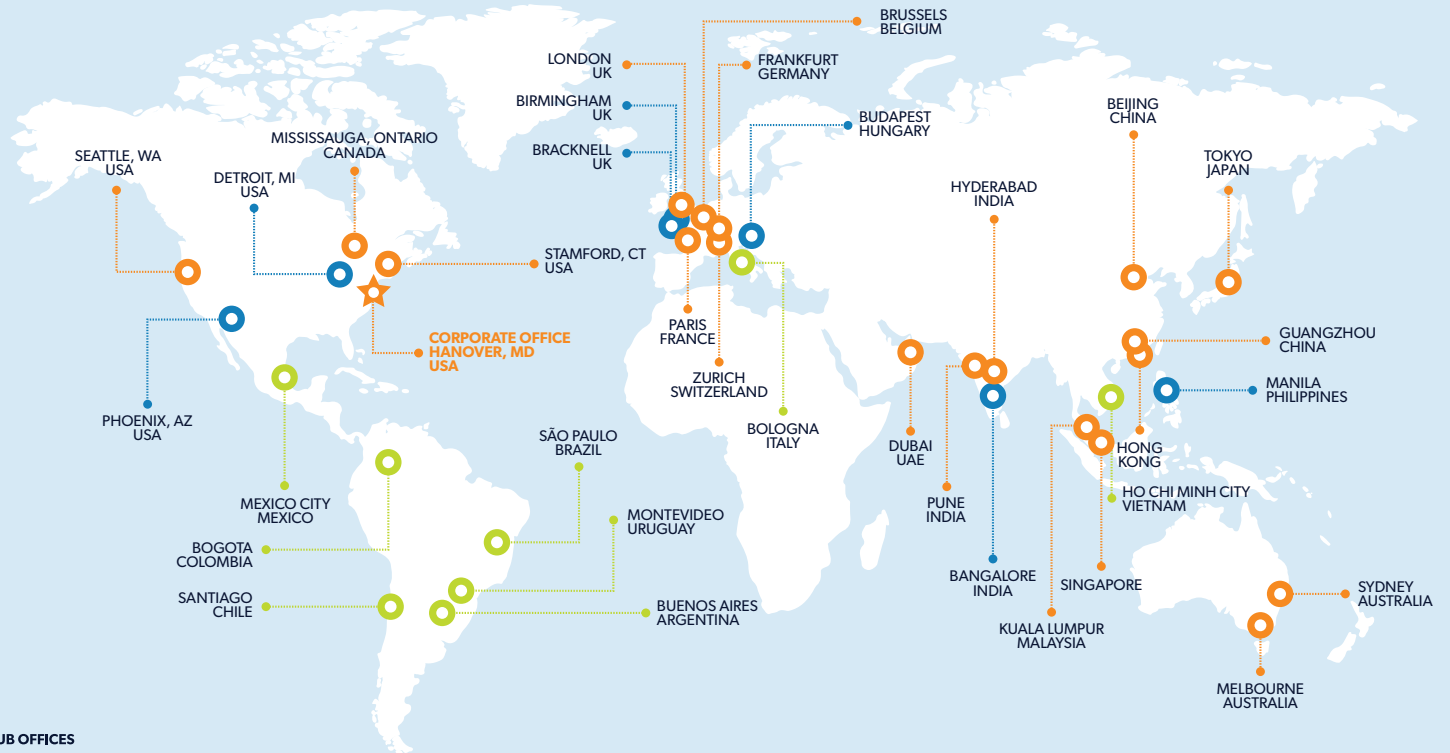 BRUSSELS
BELGIUM
LONDON
UK
FRANKFURT
GERMANY
BIRMINGHAM
UK
BEIJING
CHINA
BUDAPEST
HUNGARY
MISSISSAUGA, ONTARIO
CANADA
BRACKNELL
UK
SEATTLE, WA
USA
TOKYO
JAPAN
DETROIT, MI
USA
HYDERABAD
INDIA
STAMFORD, CT
USA
PARIS
FRANCE
GUANGZHOU
CHINA
CORPORATE OFFICE
HANOVER, MD
USA
ZURICH
SWITZERLAND
MANILA
PHILIPPINES
PHOENIX, AZ
USA
BOLOGNA
ITALY
SÃO PAULO
BRAZIL
DUBAI
UAE
HONG
KONG
MEXICO CITY
MEXICO
PUNE
INDIA
HO CHI MINH CITY
VIETNAM
MONTEVIDEO
URUGUAY
BOGOTA
COLOMBIA
BANGALORE
INDIA
SINGAPORE
SYDNEY
AUSTRALIA
SANTIAGO
CHILE
BUENOS AIRES
ARGENTINA
KUALA LUMPUR
MALAYSIA
MELBOURNE
AUSTRALIA
UB OFFICES